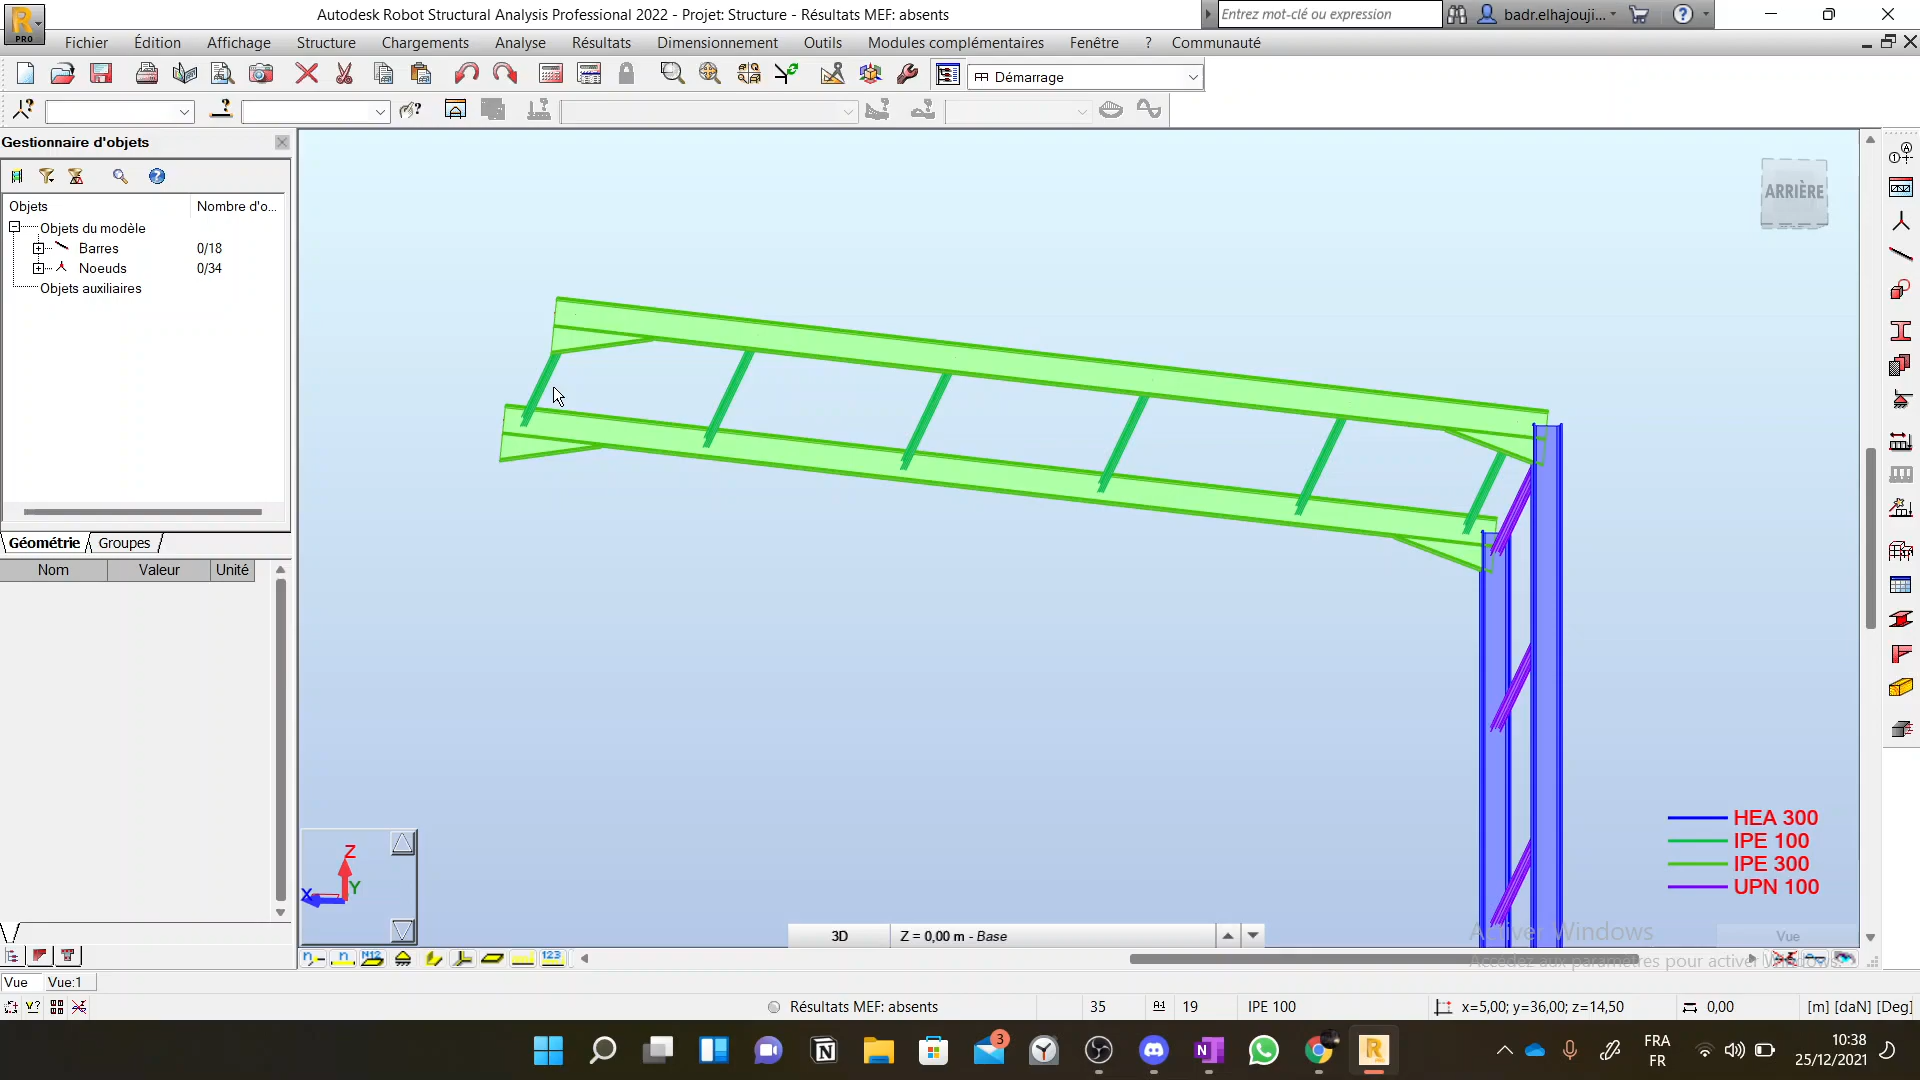 Autodesk Robot Structural Analysis Professional 2022 - Projet: Structure - Résultats MEF: absents
Entrez mot-clé ou expression
badr.elhajouji...
PRO
Fichier Édition Affichage Structure Chargements Analyse Résultats Dimensionnement Outils Modules complémentaires Fenêtre ? Communauté
Démarrage
Gestionnaire d'objets
Objets Nombre d'o...
Objets du modèle
Barres 0/18
Noeuds 0/34
Objets auxiliaires
Géométrie Groupes
Nom Valeur Unité
ARRIÈRE
HEA 300
IPE 100
IPE 300
UPN 100
Z
Y
X
3D Z = 0,00 m - Base
Vue
Activer Windows
Accédez aux paramètres pour activer Windows.
Vue Vue:1
Résultats MEF: absents 35 19 IPE 100 x=5,00; y=36,00; z=14,50 0,00 [m] [daN] [Deg]
3
FRA
FR
10:38
25/12/2021